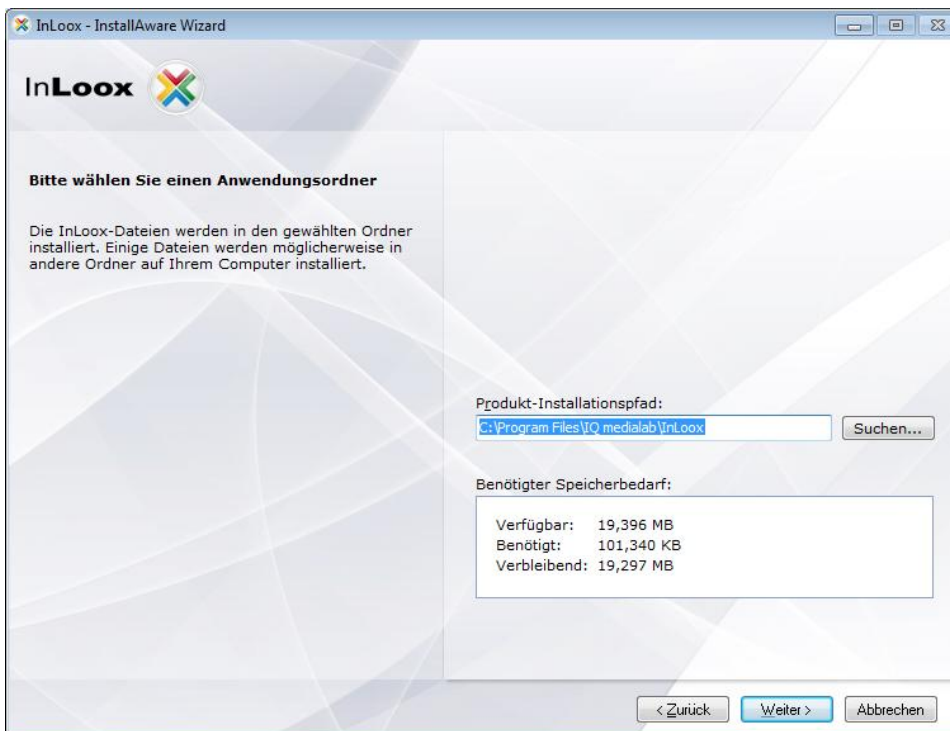 InLoox - InstallAware Wizard
InLoox
Bitte wählen Sie einen Anwendungsordner
Die InLoox-Dateien werden in den gewählten Ordner
installiert. Einige Dateien werden möglicherweise in
andere Ordner auf Ihrem Computer installiert.
Produkt-Installationspfad:
C:\Program Files\IQ medialab\InLoox
Suchen...
Benötigter Speicherbedarf:
Verfügbar: 19,396 MB
Benötigt: 101,340 KB
Verbleibend: 19,297 MB
< Zurück
Weiter >
Abbrechen